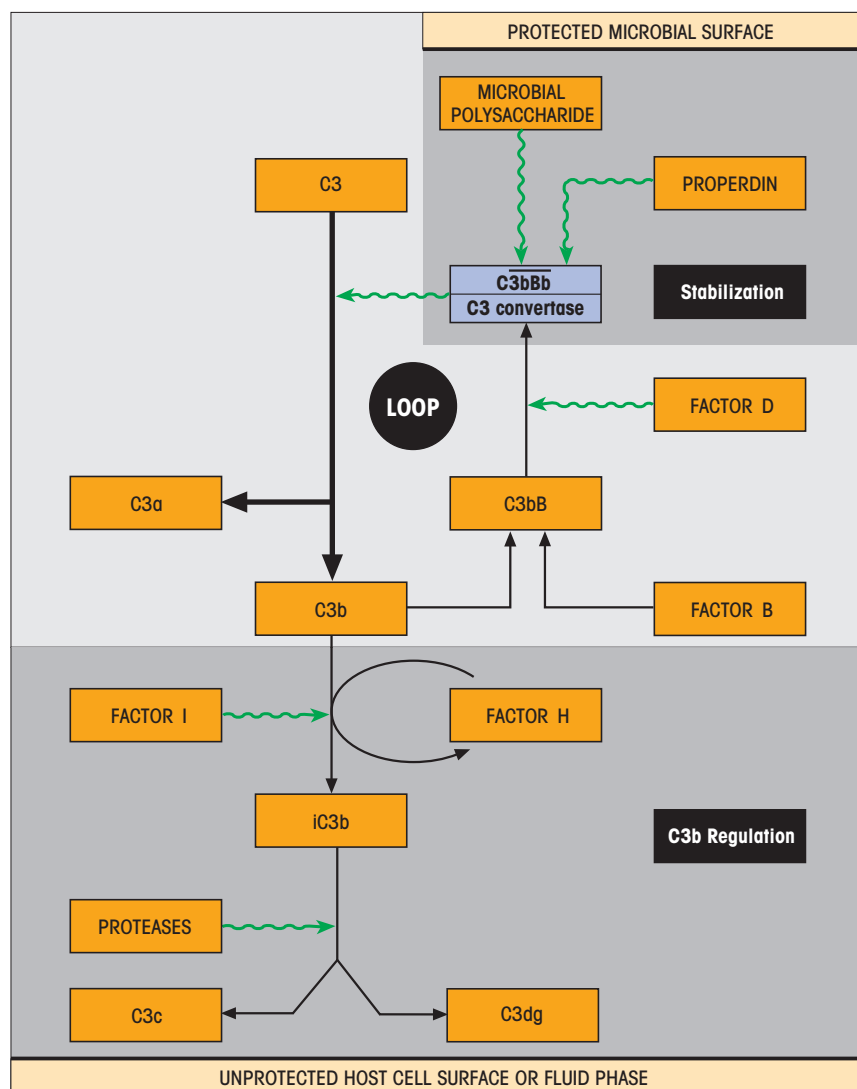 PROTECTED MICROBIAL SURFACE
MICROBIAL
POLYSACCHARIDE
C3
PROPERDIN
C3bBb
C3 convertase
Stabilization
LOOP
FACTOR D
C3a
C3bB
C3b
FACTOR B
FACTOR I
FACTOR H
iC3b
C3b Regulation
PROTEASES
C3c
C3dg
UNPROTECTED HOST CELL SURFACE OR FLUID PHASE